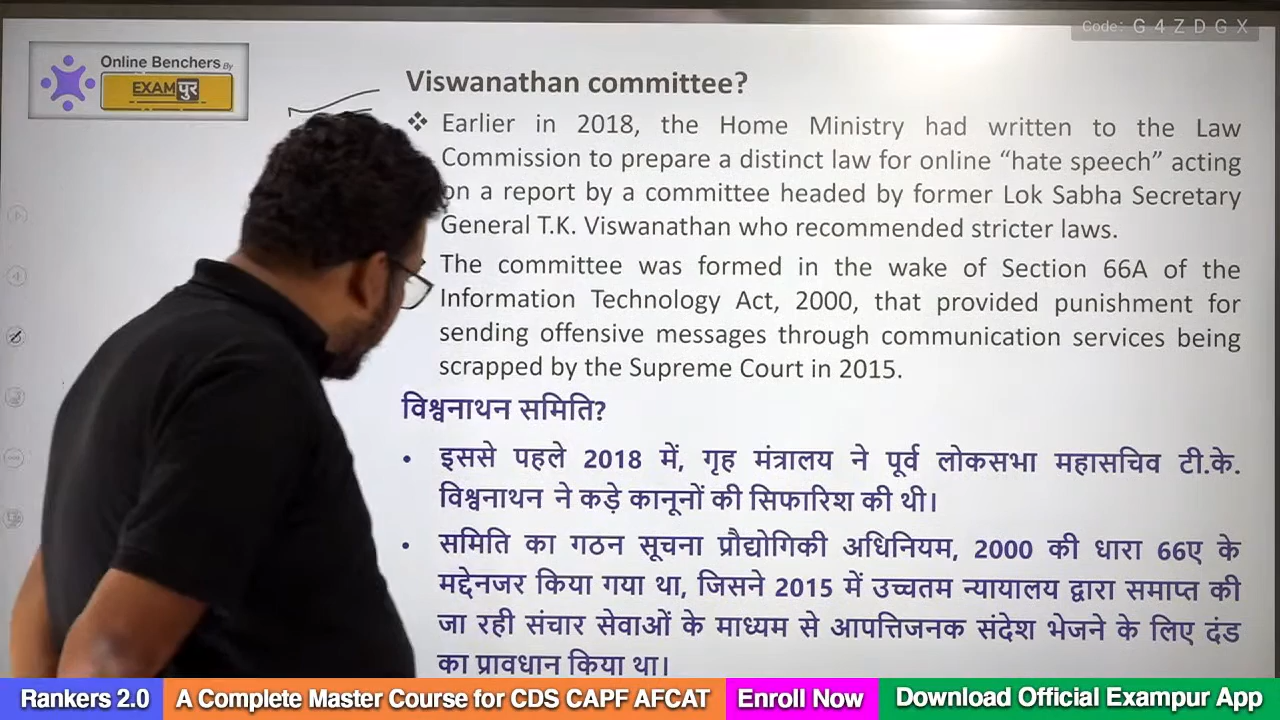 Code: G 4 Z D G X
Online Benchers By
EXAMपुर
Viswanathan committee?
❖ Earlier in 2018, the Home Ministry had written to the Law
Commission to prepare a distinct law for online “hate speech” acting
on a report by a committee headed by former Lok Sabha Secretary
General T.K. Viswanathan who recommended stricter laws.
The committee was formed in the wake of Section 66A of the
Information Technology Act, 2000, that provided punishment for
sending offensive messages through communication services being
scrapped by the Supreme Court in 2015.
विश्वनाथन समिति?
• इससे पहले 2018 में, गृह मंत्रालय ने पूर्व लोकसभा महासचिव टी.के.
विश्वनाथन ने कड़े कानूनों की सिफारिश की थी।
• समिति का गठन सूचना प्रौद्योगिकी अधिनियम, 2000 की धारा 66ए के
मद्देनजर किया गया था, जिसने 2015 में उच्चतम न्यायालय द्वारा समाप्त की
जा रही संचार सेवाओं के माध्यम से आपत्तिजनक संदेश भेजने के लिए दंड
का प्रावधान किया था।
Rankers 2.0 A Complete Master Course for CDS CAPF AFCAT Enroll Now Download Official Exampur App